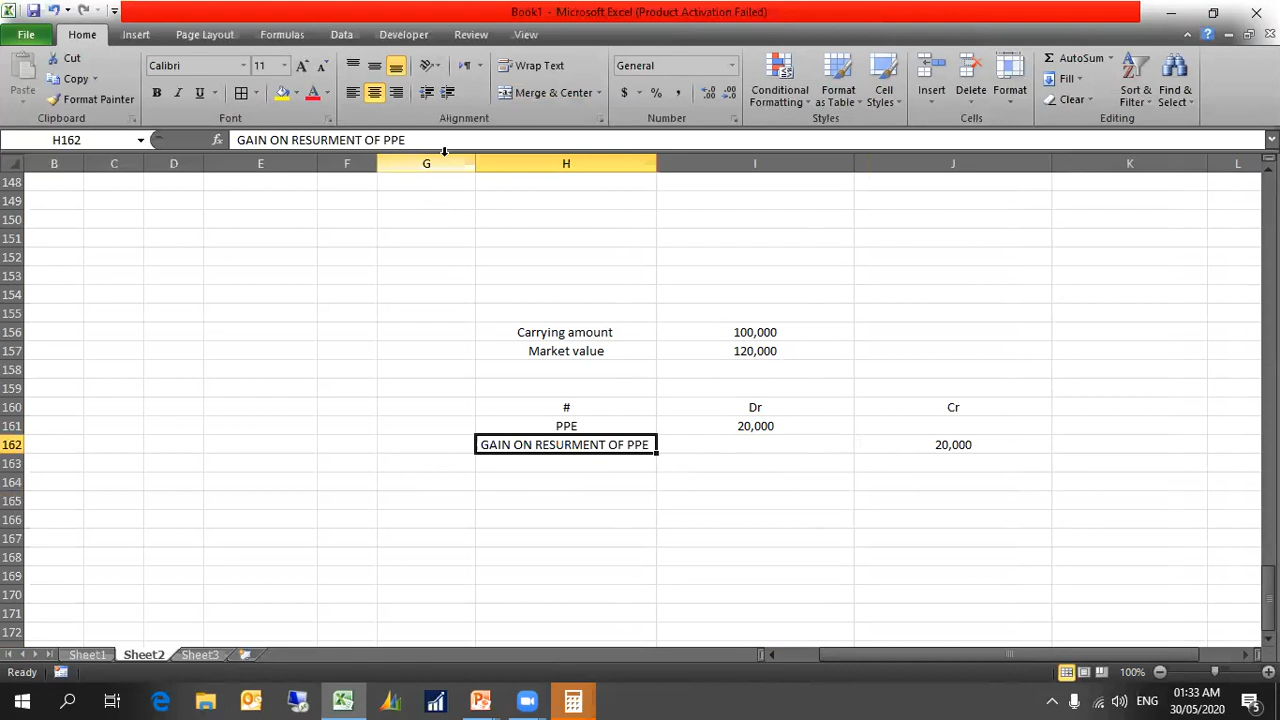 Book1 - Microsoft Excel (Product Activation Failed)
File Home Insert Page Layout Formulas Data Developer Review View
Cut
Copy
Format Painter
Paste
Clipboard
Calibri 11
Font
Wrap Text
Merge & Center
Alignment
General
Number
Conditional Formatting
Format as Table
Cell Styles
Styles
Insert Delete Format
Cells
AutoSum
Fill
Clear
Sort & Filter
Find & Select
Editing
H162 fx GAIN ON RESURMENT OF PPE
B C D E F G H I J K L
148
149
150
151
152
153
154
155
156 Carrying amount 100,000
157 Market value 120,000
158
159
160 # Dr Cr
161 PPE 20,000
162 GAIN ON RESURMENT OF PPE 20,000
163
164
165
166
167
168
169
170
171
172
Sheet1 Sheet2 Sheet3
Ready 100%
ENG 01:33 AM
30/05/2020 5